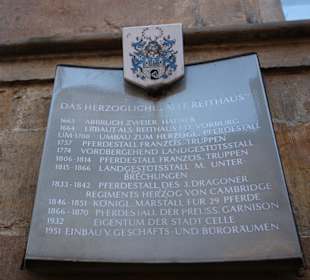 DAS HERZOGLICHE „ALTE REITHAUS"
1663 ABBRUCH ZWEIER HÄUSER
1664 ERBAUT ALS REITHAUS I.D. VORBURG
UM 1700 UMBAU ZUM HERZOGL. PFERDESTALL
1757 PFERDESTALL FRANZÖS. TRUPPEN
1774 VORÜBERGEHEND LANDGESTÜTSSTALL
1806-1814 PFERDESTALL FRANZÖS. TRUPPEN
1815-1866 LANDGESTÜTSSTALL M. UNTER
BRECHUNGEN
1833-1842 PFERDESTALL DES 3. DRAGONER
REGIMENTS HERZOG VON CAMBRIDGE
1846-1851 KÖNIGL. MARSTALL FÜR 29 PFERDE
1866-1870 PFERDESTALL DER PREUSS. GARNISON
1932 EIGENTUM DER STADT CELLE
1951 EINBAU V. GESCHÄFTS- UND BÜRORÄUMEN